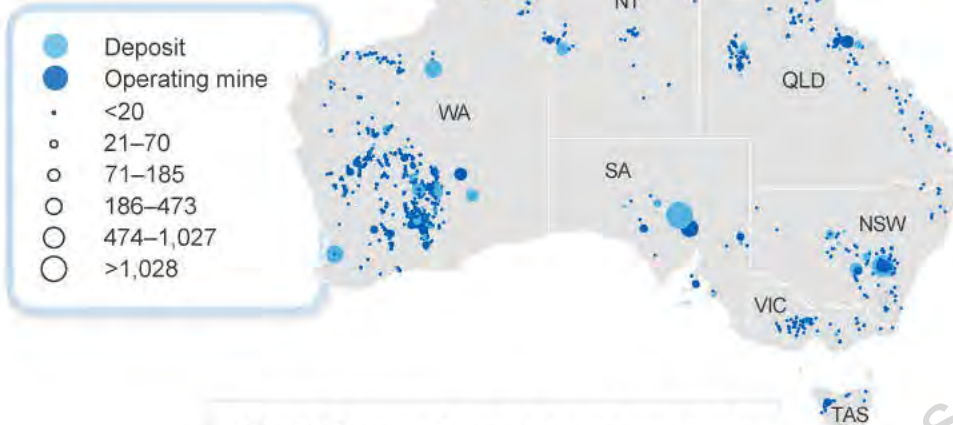 Deposit
Operating mine
<20
21–70
71–185
186–473
474–1,027
>1,028
NT
QLD
WA
SA
NSW
VIC
TAS